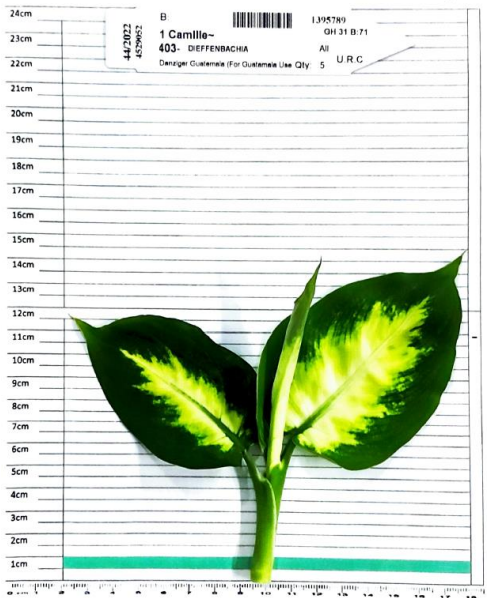 24cm
B:
1395789
23cm
44/2022
4529052
1 Camille~
GH 31 B:71
403- DIEFFENBACHIA
All
22cm
Danziger Guatemala (For Guatemala Use Qty: 5
U.R.C
21cm
20cm
19cm
18cm
17cm
16cm
15cm
14cm
13cm
12cm
11cm
10cm
9cm
8cm
7cm
6cm
5cm
4cm
3cm
2cm
1cm